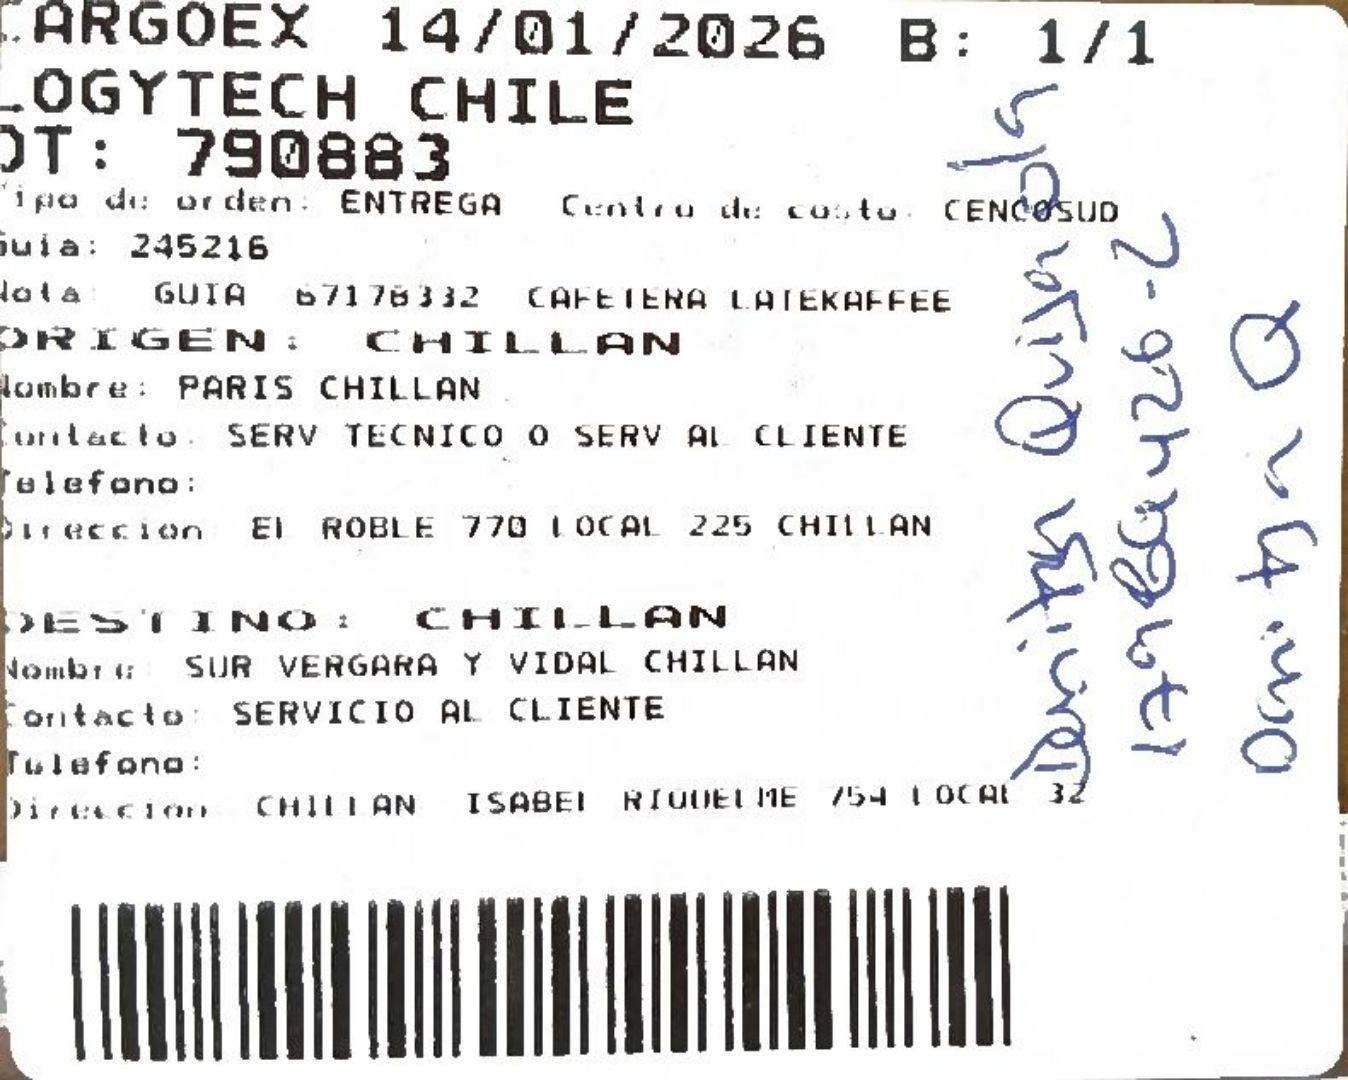 CARGOEX 14/01/2026 B: 1/1
LOGYTECH CHILE
OT: 790883
Tipo de orden: ENTREGA Centro de costo: CENCOSUD
Guia: 245216
Nota: GUIA 67178332 CAFETERA LATEKAFFEE
ORIGEN: CHILLAN
Nombre: PARIS CHILLAN
Contacto: SERV TECNICO O SERV AL CLIENTE
Telefono:
Direccion: El ROBLE 770 LOCAL 225 CHILLAN
DESTINO: CHILLAN
Nombre: SUR VERGARA Y VIDAL CHILLAN
Contacto: SERVICIO AL CLIENTE
Telefono:
Direccion: CHILLAN ISABEL RIQUELME 754 LOCAL 32